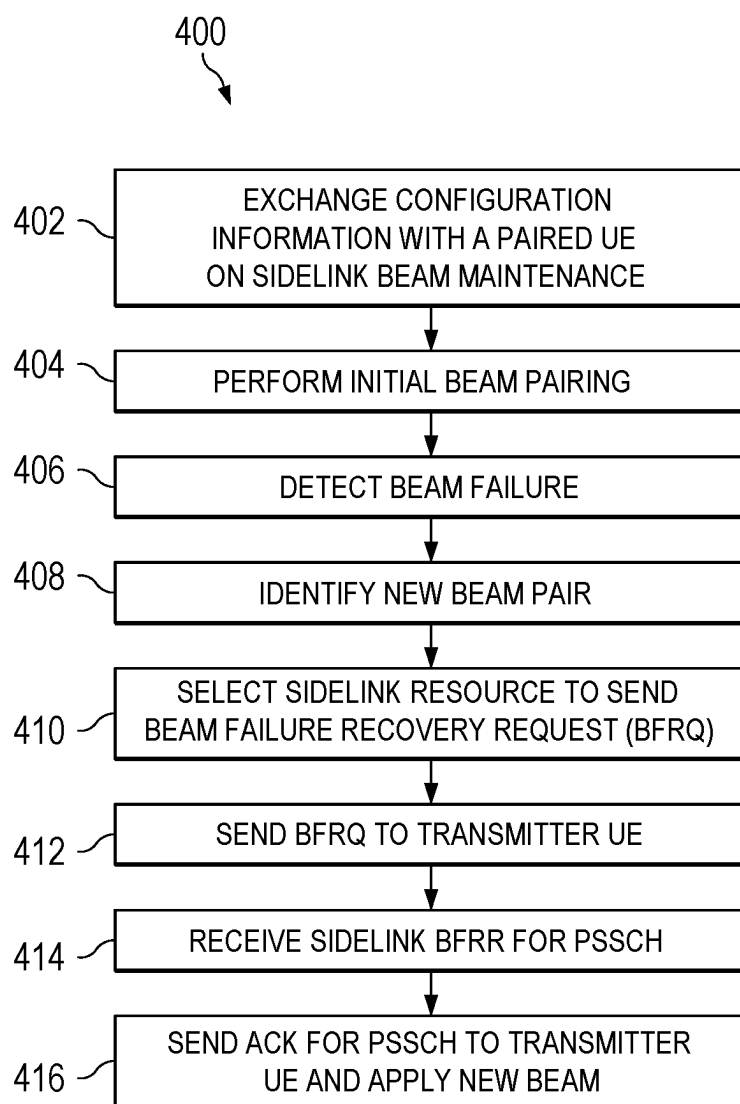 400
402
EXCHANGE CONFIGURATION
INFORMATION WITH A PAIRED UE
ON SIDELINK BEAM MAINTENANCE
404
PERFORM INITIAL BEAM PAIRING
406
DETECT BEAM FAILURE
408
IDENTIFY NEW BEAM PAIR
410
SELECT SIDELINK RESOURCE TO SEND
BEAM FAILURE RECOVERY REQUEST (BFRQ)
412
SEND BFRQ TO TRANSMITTER UE
414
RECEIVE SIDELINK BFRR FOR PSSCH
416
SEND ACK FOR PSSCH TO TRANSMITTER
UE AND APPLY NEW BEAM